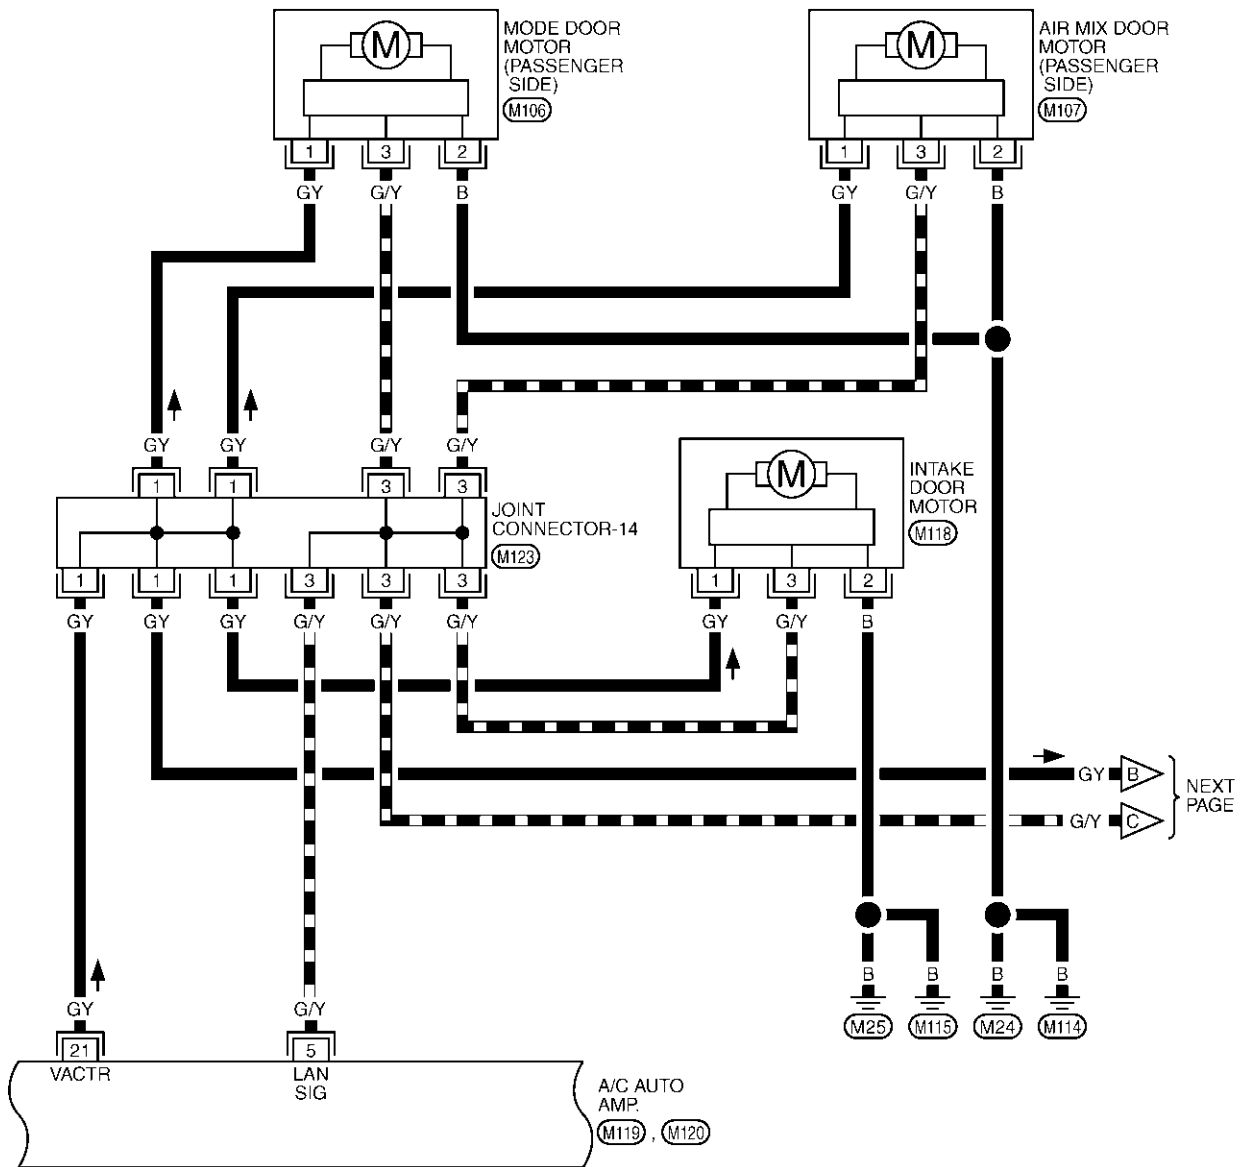 M
MODE DOOR
MOTOR
(PASSENGER
SIDE)
M106
1 3 2
GY G/Y B
M
AIR MIX DOOR
MOTOR
(PASSENGER
SIDE)
M107
1 3 2
GY G/Y B
GY GY G/Y G/Y
1 1 3 3
JOINT
CONNECTOR-14
M123
1 1 1 3 3 3
GY GY GY G/Y G/Y G/Y
M
INTAKE
DOOR
MOTOR
M118
1 3 2
GY G/Y B
GY B
G/Y C
NEXT
PAGE
B B B B
M25 M115 M24 M114
GY G/Y
21 5
VACTR
LAN
SIG
A/C AUTO
AMP.
M119 , M120